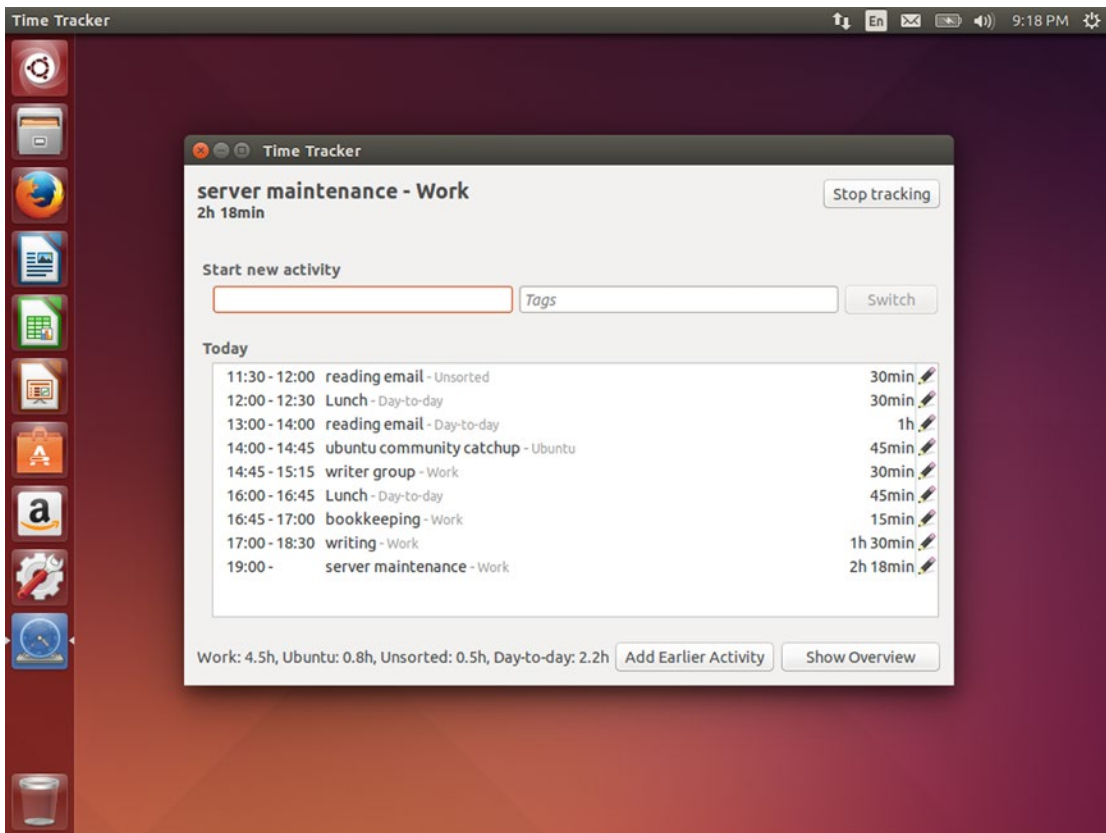 Time Tracker En 9:18 PM
Time Tracker
server maintenance - Work Stop tracking
2h 18min
Start new activity
Tags Switch
Today
11:30 - 12:00 reading email - Unsorted 30min
12:00 - 12:30 Lunch - Day-to-day 30min
13:00 - 14:00 reading email - Day-to-day 1h
14:00 - 14:45 ubuntu community catchup - Ubuntu 45min
14:45 - 15:15 writer group - Work 30min
16:00 - 16:45 Lunch - Day-to-day 45min
16:45 - 17:00 bookkeeping - Work 15min
17:00 - 18:30 writing - Work 1h 30min
19:00 - server maintenance - Work 2h 18min
Work: 4.5h, Ubuntu: 0.8h, Unsorted: 0.5h, Day-to-day: 2.2h Add Earlier Activity Show Overview
a